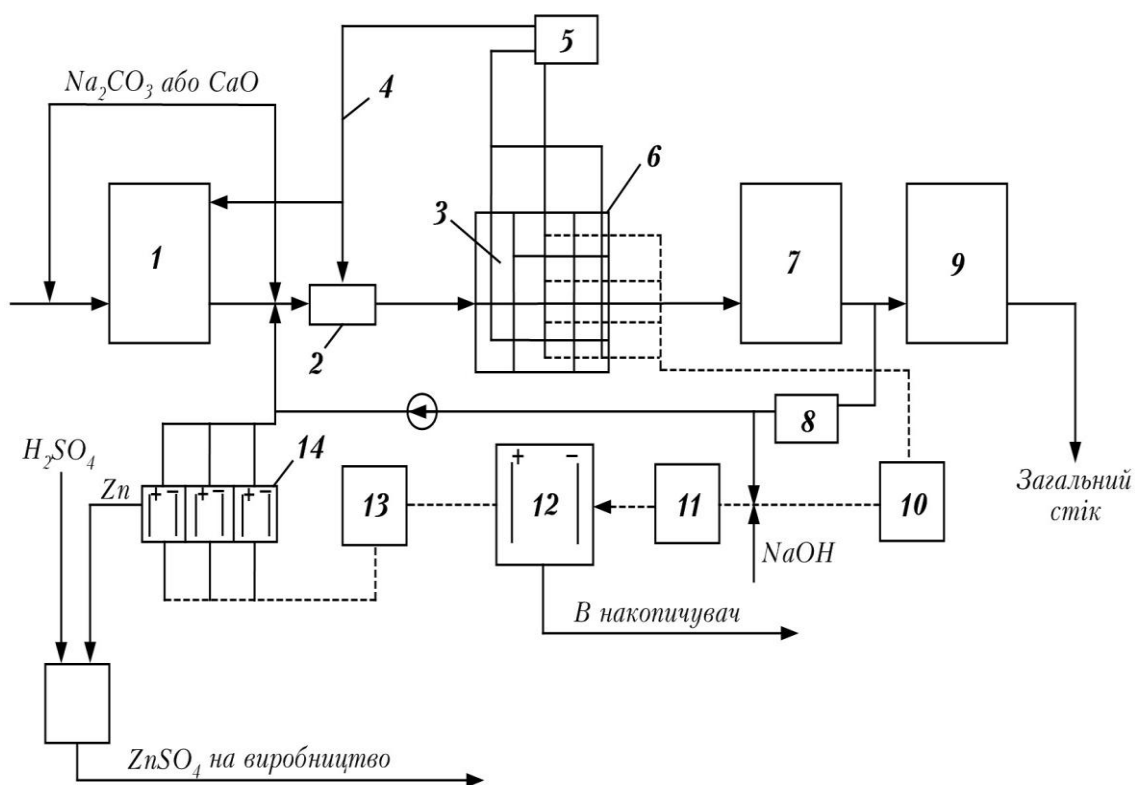 5
Na₂CO₃ або CaO
4
6
3
1
7
9
2
8
H₂SO₄
14
Zn
+ − + − + −
13
+ −
12
11
10
Загальний
стік
NaOH
В накопичувач
ZnSO₄ на виробництво